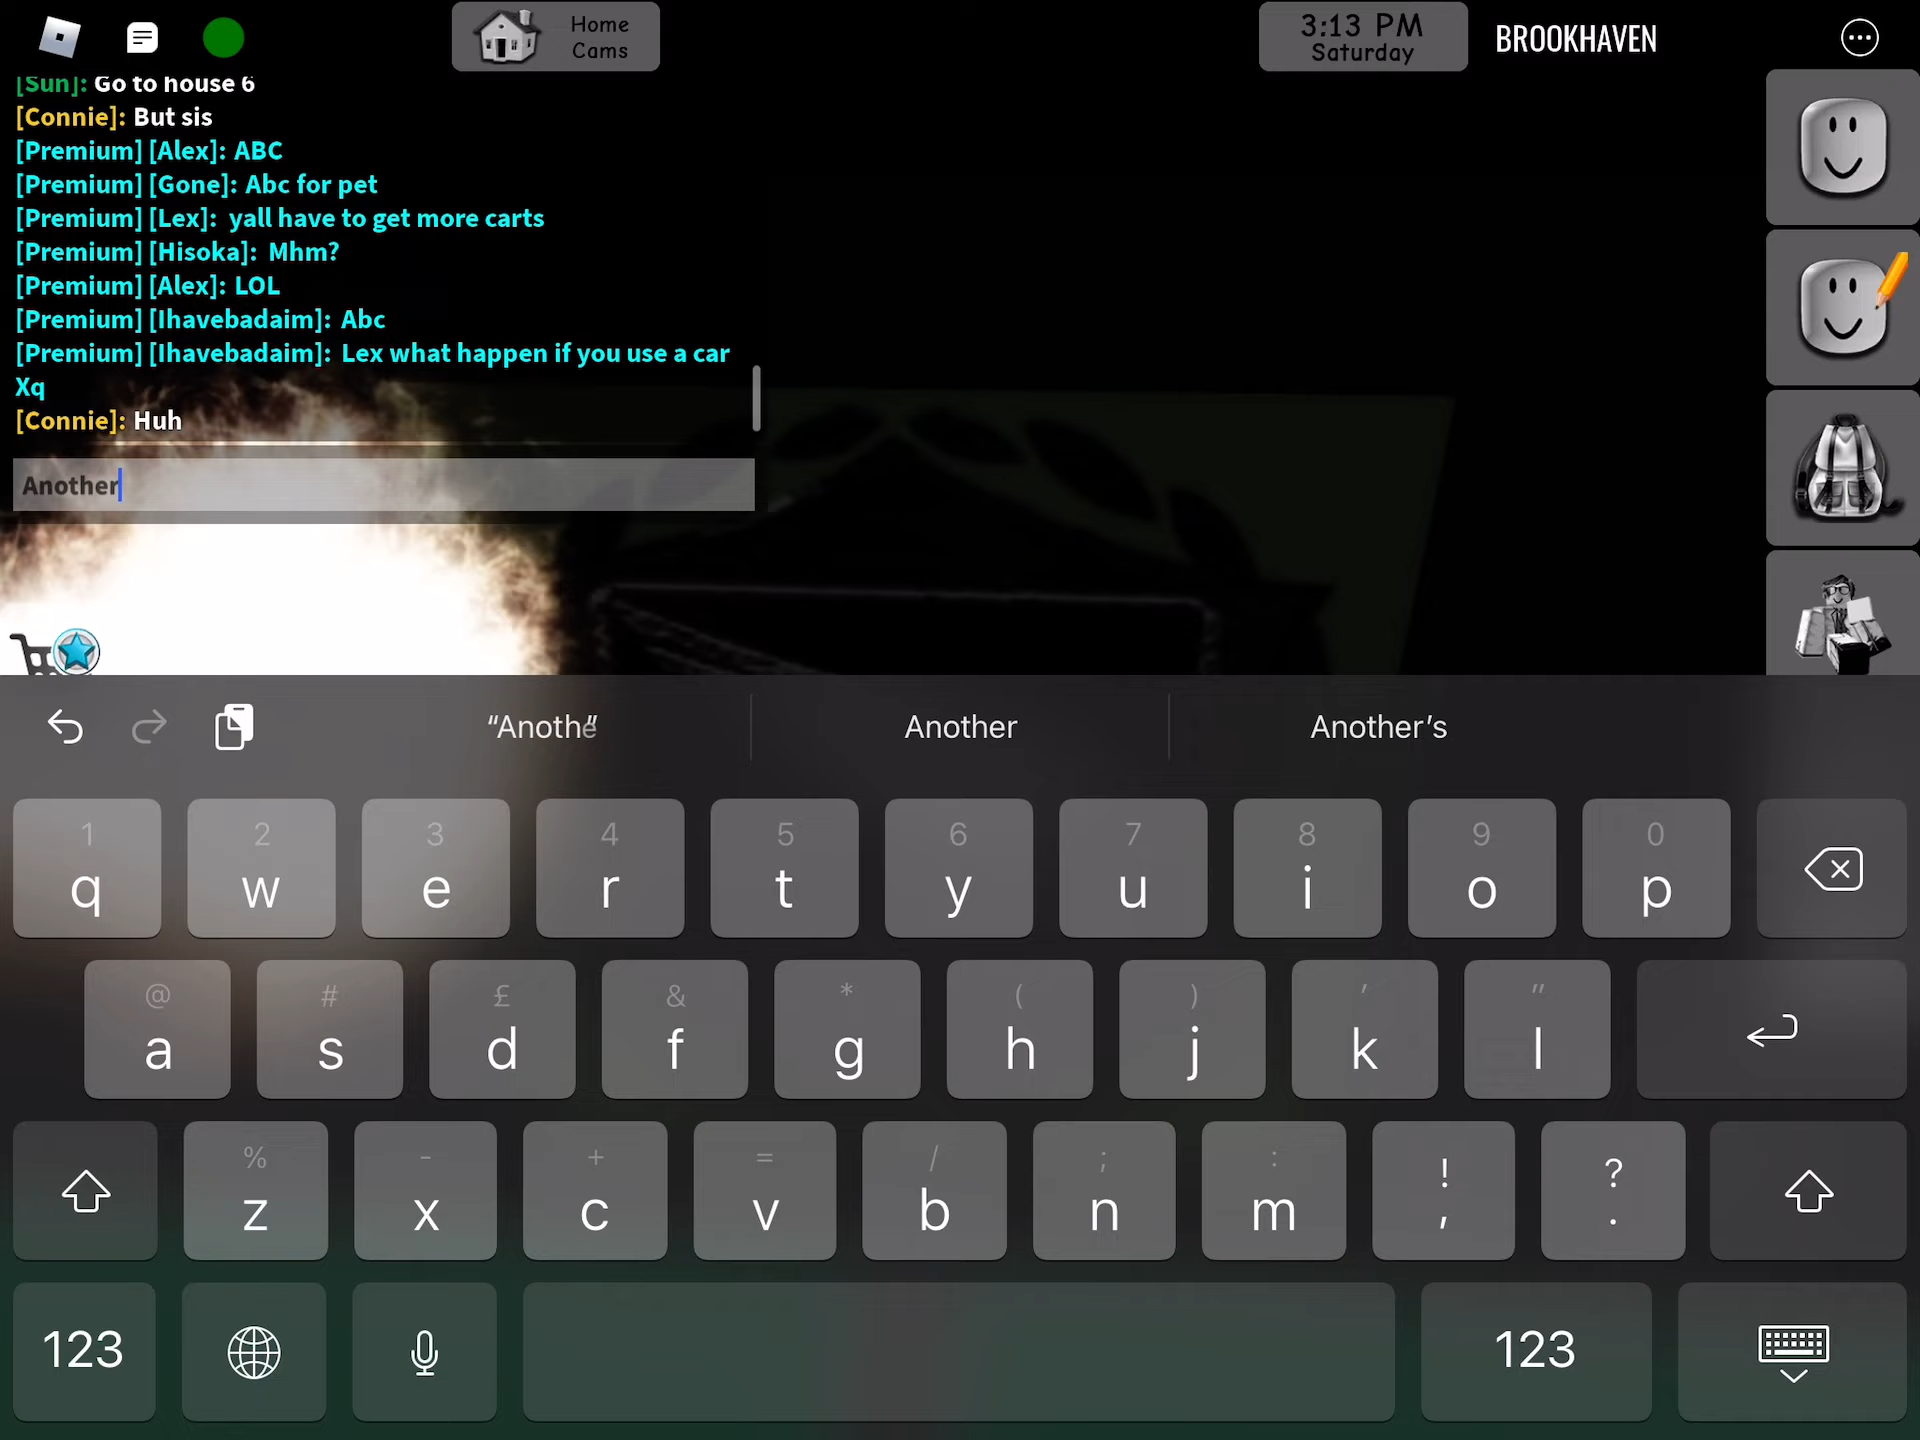 Home
Cams
3:13 PM
Saturday
BROOKHAVEN
[Sun]: Go to house 6
[Connie]: But sis
[Premium] [Alex]: ABC
[Premium] [Gone]: Abc for pet
[Premium] [Lex]: yall have to get more carts
[Premium] [Hisoka]: Mhm?
[Premium] [Alex]: LOL
[Premium] [Ihavebadaim]: Abc
[Premium] [Ihavebadaim]: Lex what happen if you use a car
Xq
[Connie]: Huh
Another
“Anothe” Another Another’s
1 2 3 4 5 6 7 8 9 0
q w e r t y u i o p
@ # £ & * ( ) ' "
a s d f g h j k l
% - + = / ; : ! ?
z x c v b n m , .
123 123